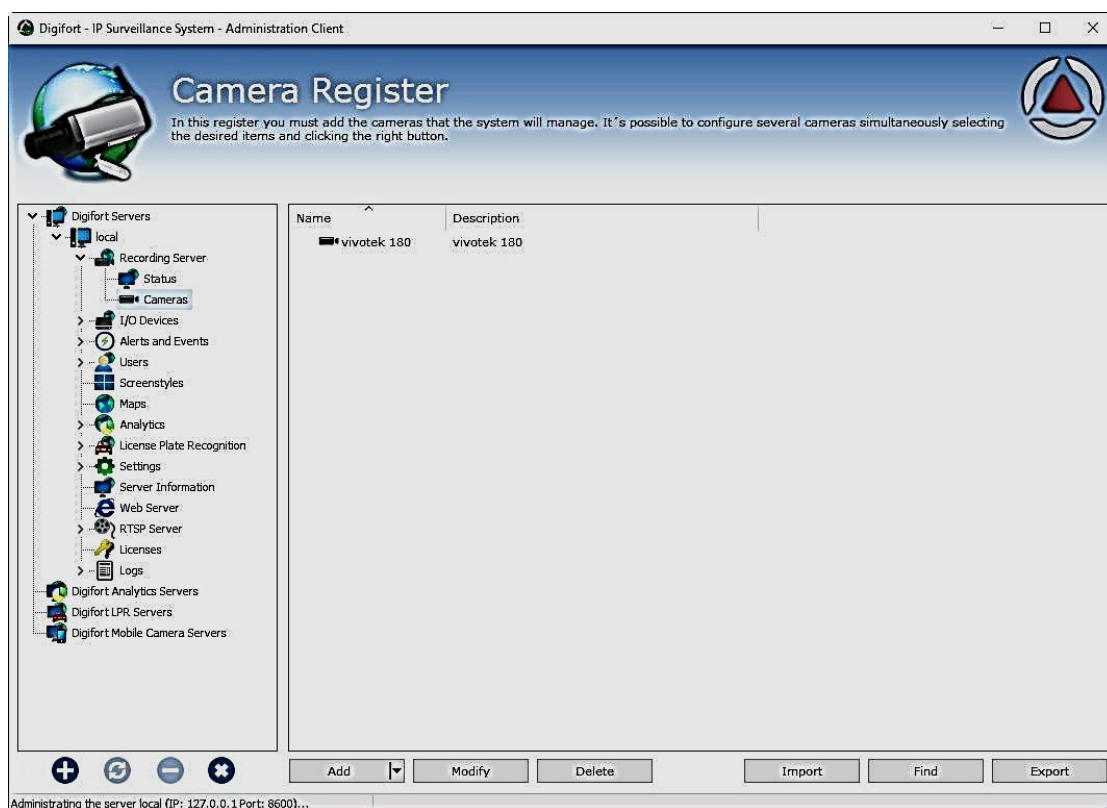 Digifort - IP Surveillance System - Administration Client
Camera Register
In this register you must add the cameras that the system will manage. It´s possible to configure several cameras simultaneously selecting
the desired items and clicking the right button.
Digifort Servers
local
Recording Server
Status
Cameras
I/O Devices
Alerts and Events
Users
Screenstyles
Maps
Analytics
License Plate Recognition
Settings
Server Information
Web Server
RTSP Server
Licenses
Logs
Digifort Analytics Servers
Digifort LPR Servers
Digifort Mobile Camera Servers
Name Description
vivotek 180 vivotek 180
Add Modify Delete Import Find Export
Administrating the server local (IP: 127.0.0.1 Port: 8600)...